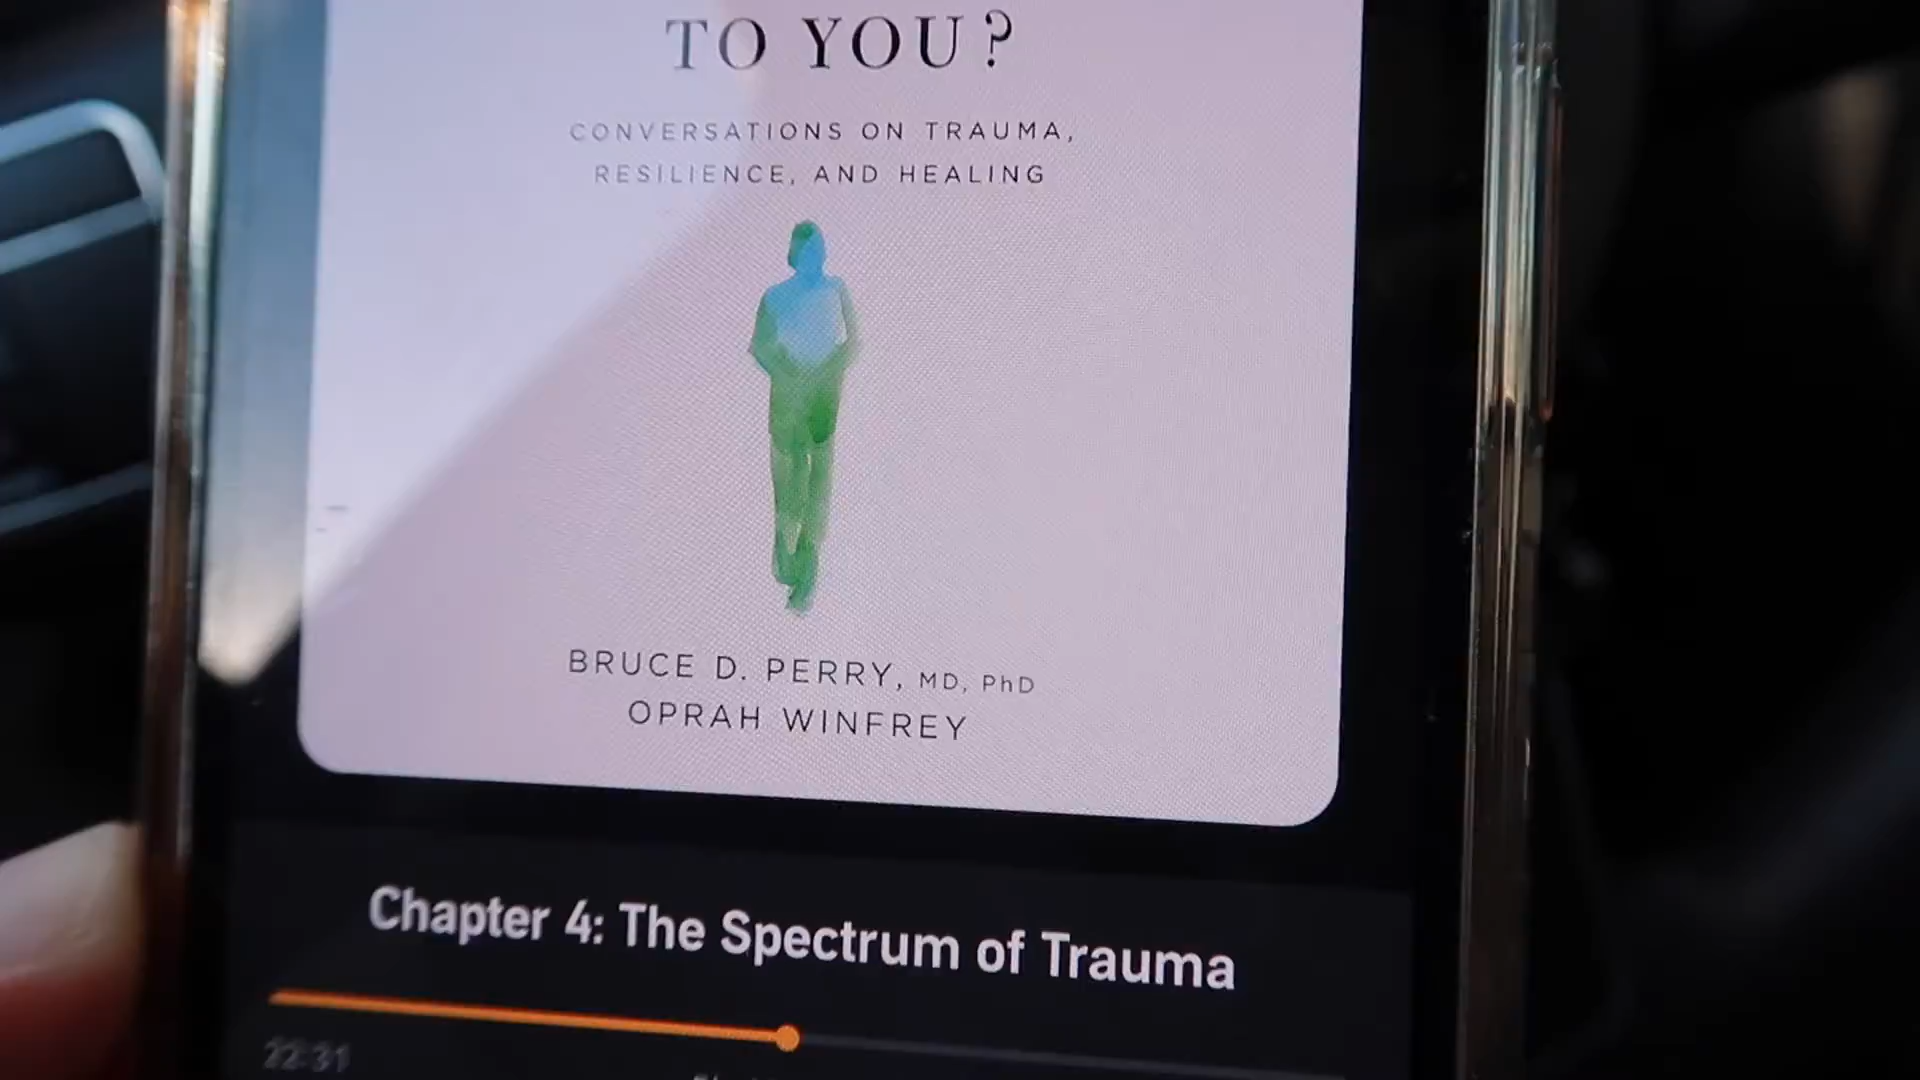 TO YOU?
CONVERSATIONS ON TRAUMA,
RESILIENCE, AND HEALING
BRUCE D. PERRY, MD, PhD
OPRAH WINFREY
Chapter 4: The Spectrum of Trauma
22:31